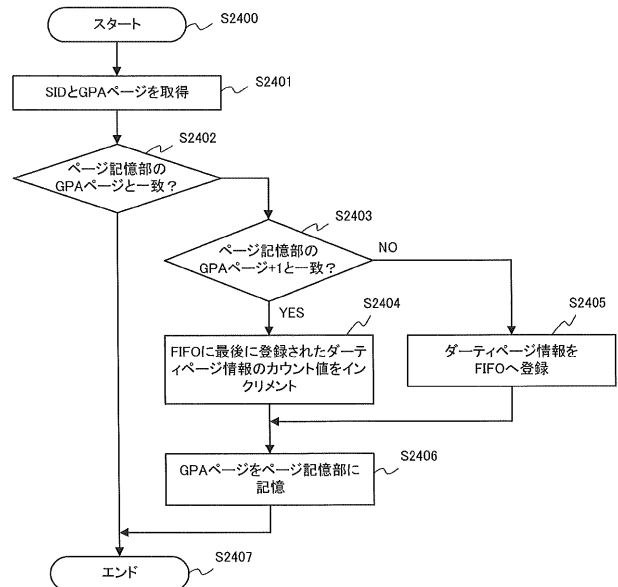 スタート
S2400
S2401
SIDとGPAページを取得
S2402
ページ記憶部の
GPAページと一致？
S2403
ページ記憶部の
GPAページ+1と一致？
NO
YES
S2404
FIFOに最後に登録されたダー
ティページ情報のカウント値をイン
クリメント
S2405
ダーティページ情報を
FIFOへ登録
S2406
GPAページをページ記憶部に
記憶
エンド
S2407